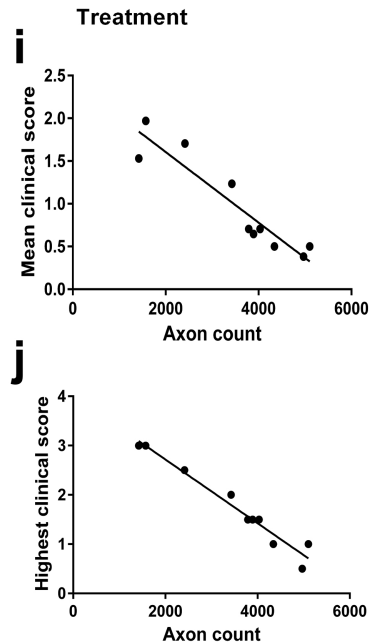 Treatment
i
2.5
2.0
1.5
1.0
0.5
0.0
Mean clinical score
0 2000 4000 6000
Axon count
j
4
3
2
1
0
Highest clinical score
0 2000 4000 6000
Axon count